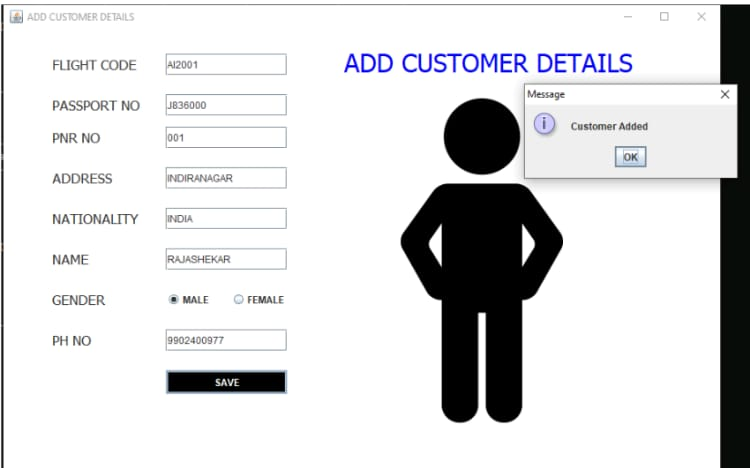 ADD CUSTOMER DETAILS
ADD CUSTOMER DETAILS
FLIGHT CODE AI2001
PASSPORT NO J836000
PNR NO 001
ADDRESS INDIRANAGAR
NATIONALITY INDIA
NAME RAJASHEKAR
GENDER MALE FEMALE
PH NO 9902400977
SAVE
Message
i Customer Added
OK